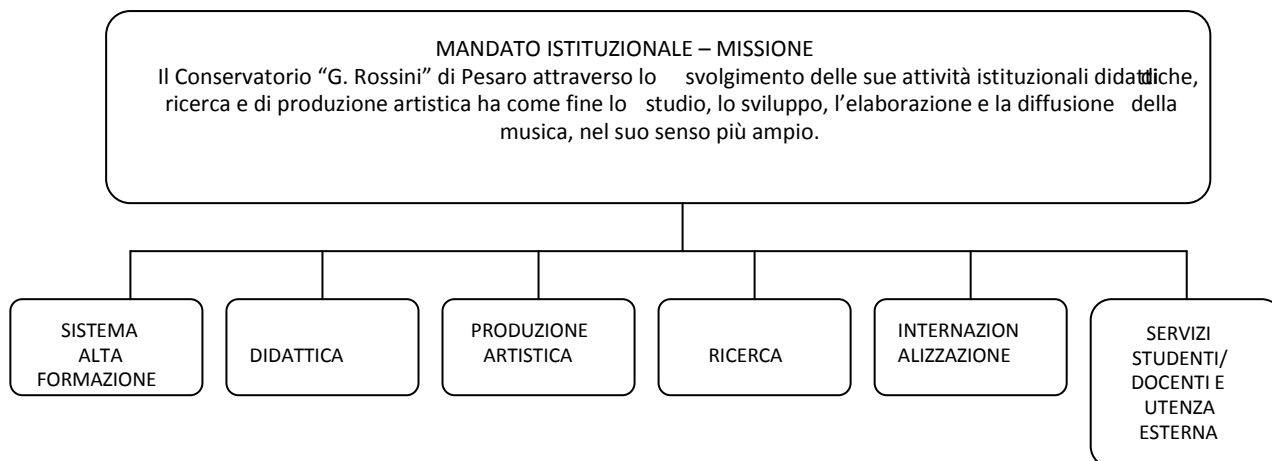 MANDATO ISTITUZIONALE – MISSIONE
Il Conservatorio “G. Rossini” di Pesaro attraverso lo svolgimento delle sue attività istituzionali didattiche, di
ricerca e di produzione artistica ha come fine lo studio, lo sviluppo, l’elaborazione e la diffusione della
musica, nel suo senso più ampio.
SISTEMA
ALTA
FORMAZIONE
DIDATTICA
PRODUZIONE
ARTISTICA
RICERCA
INTERNAZION
ALIZZAZIONE
SERVIZI
STUDENTI/
DOCENTI E
UTENZA
ESTERNA